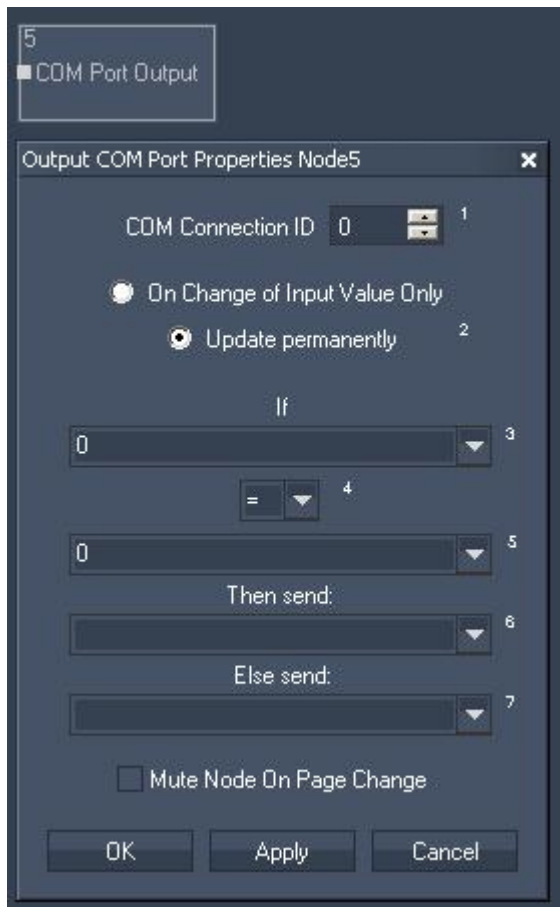 5
COM Port Output
Output COM Port Properties Node5 x
COM Connection ID 0 1
On Change of Input Value Only
Update permanently 2
If
0 3
= 4
0 5
Then send:
6
Else send:
7
Mute Node On Page Change
OK Apply Cancel